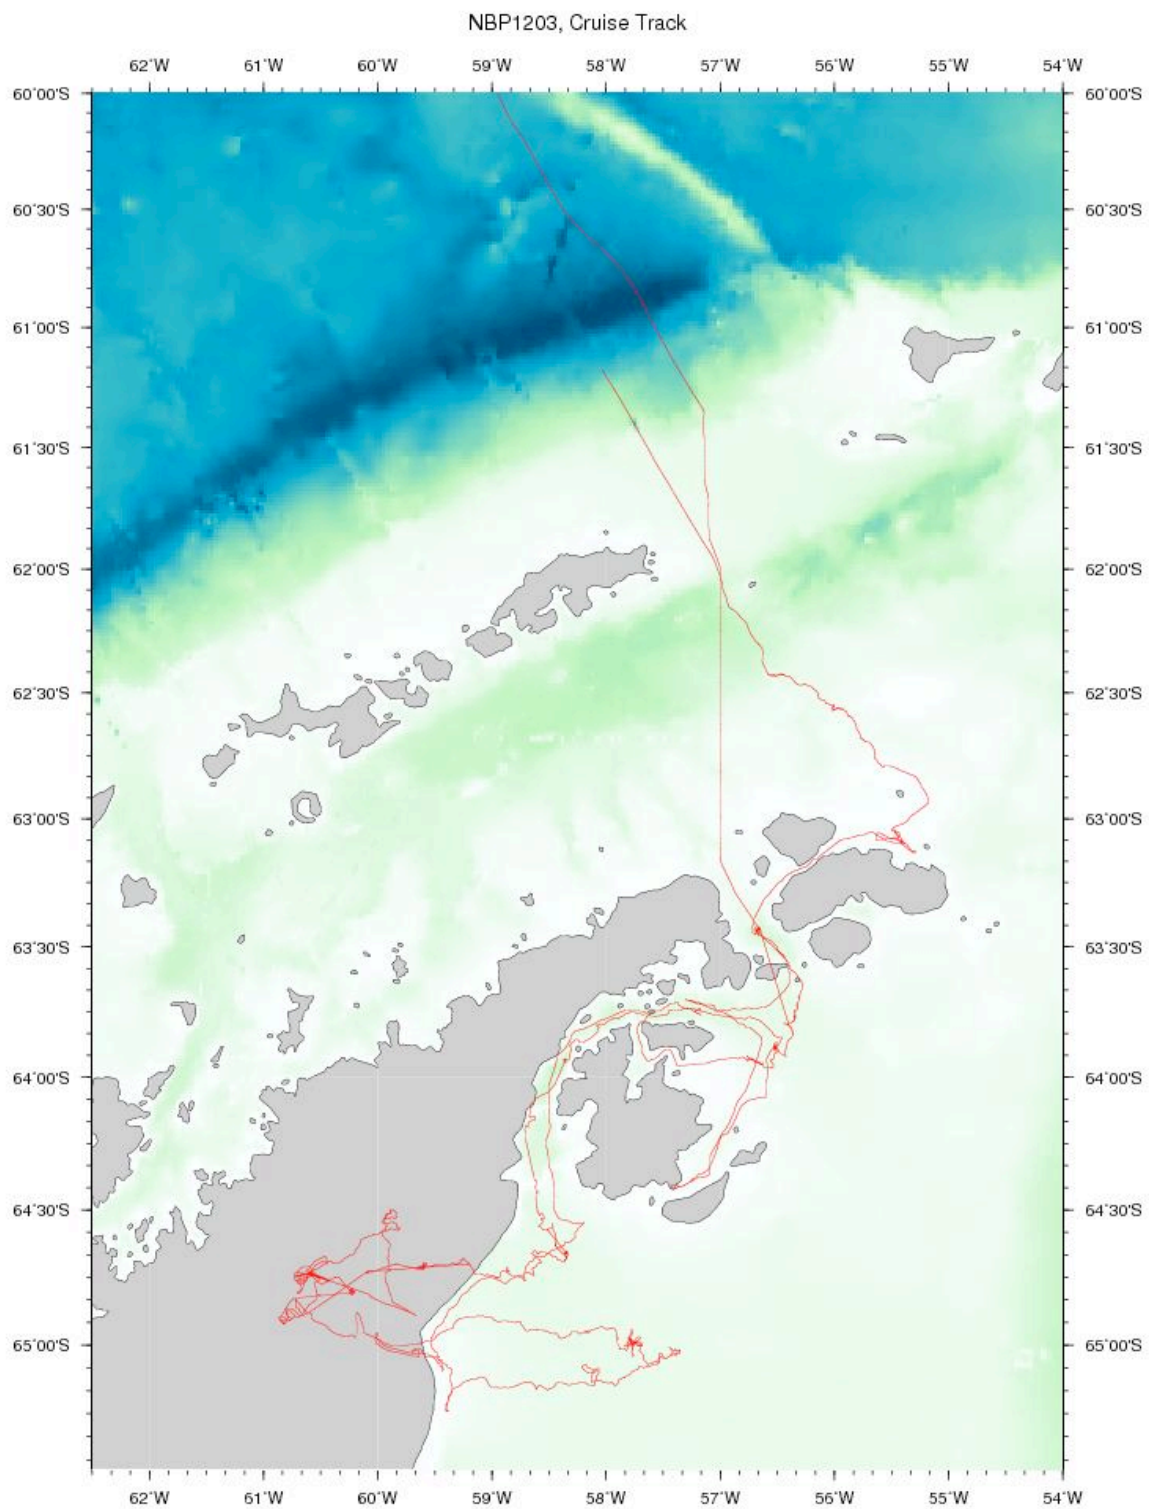 NBP1203, Cruise Track
62˚W 61˚W 60˚W 59˚W 58˚W 57˚W 56˚W 55˚W 54˚W
60˚00'S 60˚00'S
60˚30'S 60˚30'S
61˚00'S 61˚00'S
61˚30'S 61˚30'S
62˚00'S 62˚00'S
62˚30'S 62˚30'S
63˚00'S 63˚00'S
63˚30'S 63˚30'S
64˚00'S 64˚00'S
64˚30'S 64˚30'S
65˚00'S 65˚00'S
62˚W 61˚W 60˚W 59˚W 58˚W 57˚W 56˚W 55˚W 54˚W